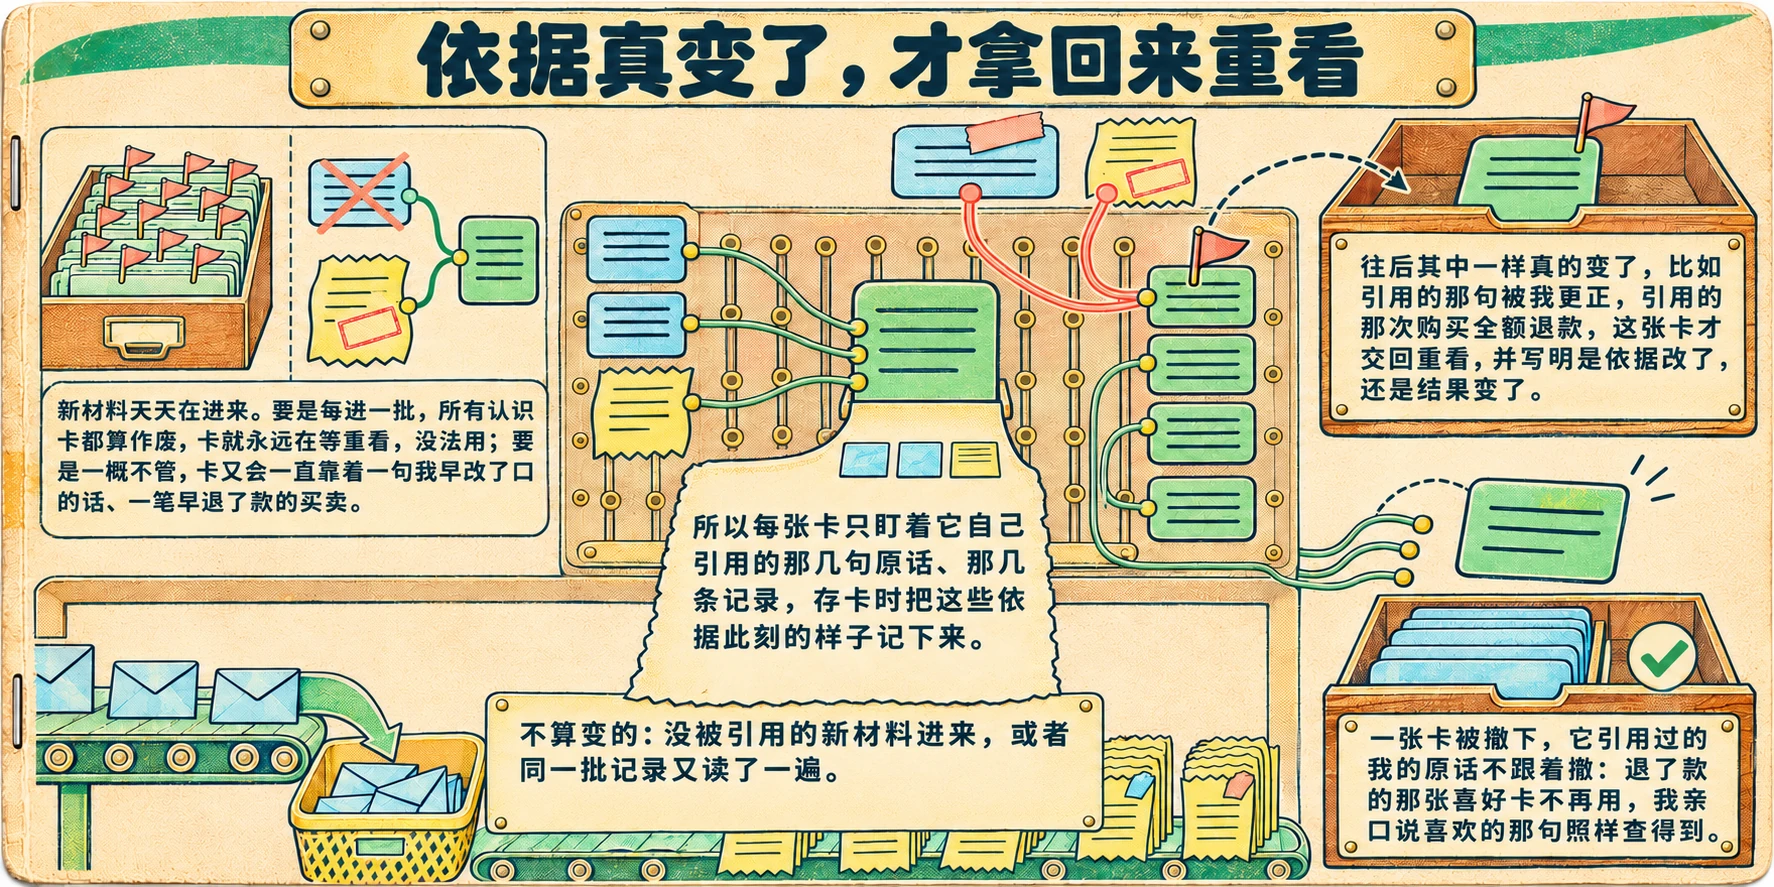 依据真变了，才拿回来重看
新材料天天在进来。要是每进一批，所有认识
卡都算作废，卡就永远在等重看，没法用；要
是一概不管，卡又会一直靠着一句我早改了口
的话、一笔早退了款的买卖。
所以每张卡只盯着它自己
引用的那几句原话、那几
条记录，存卡时把这些依
据此刻的样子记下来。
不算变的：没被引用的新材料进来，或者
同一批记录又读了一遍。
往后其中一样真的变了，比如
引用的那句被我更正，引用的
那次购买全额退款，这张卡才
交回重看，并写明是依据改了，
还是结果变了。
一张卡被撤下，它引用过的
我的原话不跟着撤：退了款
的那张喜好卡不再用，我亲
口说喜欢的那句照样查得到。